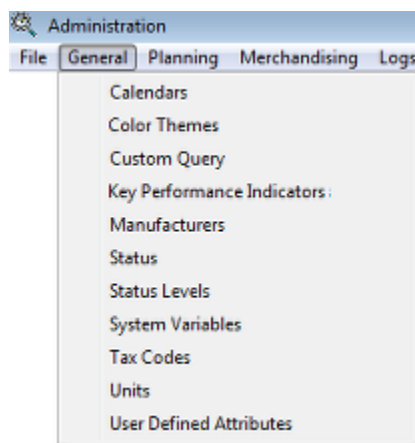 Administration
File General Planning Merchandising Logs
Calendars
Color Themes
Custom Query
Key Performance Indicators
Manufacturers
Status
Status Levels
System Variables
Tax Codes
Units
User Defined Attributes